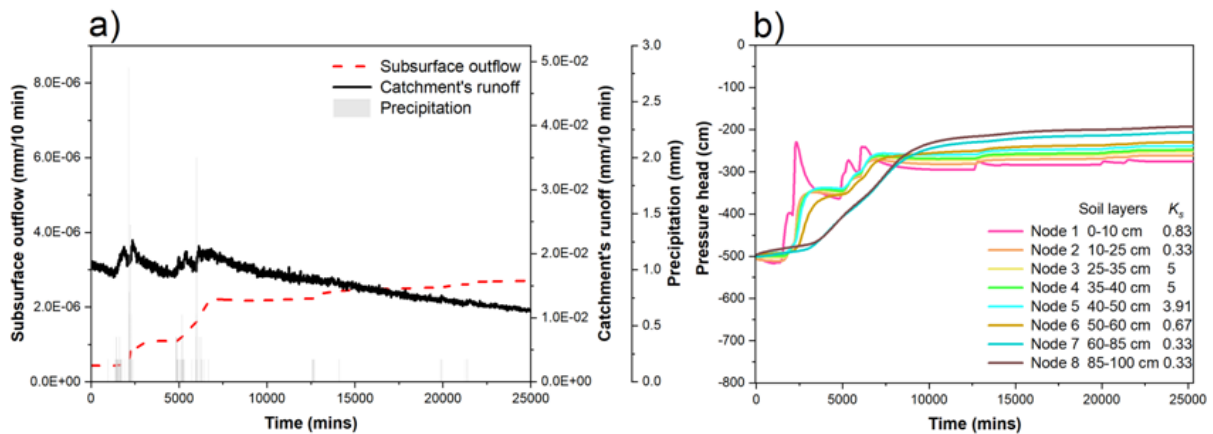 a)
Subsurface outflow (mm/10 min)
8.0E-06
6.0E-06
4.0E-06
2.0E-06
0.0E+00
Subsurface outflow
Catchment's runoff
Precipitation
5.0E-02
4.0E-02
3.0E-02
2.0E-02
1.0E-02
0.0E+00
Catchment's runoff (mm/10 min)
3.0
2.5
2.0
1.5
1.0
0.5
0.0
Precipitation (mm)
0 5000 10000 15000 20000 25000
Time (mins)
b)
Pressure head (cm)
0
-100
-200
-300
-400
-500
-600
-700
-800
Soil layers Ks
Node 1 0-10 cm 0.83
Node 2 10-25 cm 0.33
Node 3 25-35 cm 5
Node 4 35-40 cm 5
Node 5 40-50 cm 3.91
Node 6 50-60 cm 0.67
Node 7 60-85 cm 0.33
Node 8 85-100 cm 0.33
0 5000 10000 15000 20000 25000
Time (mins)